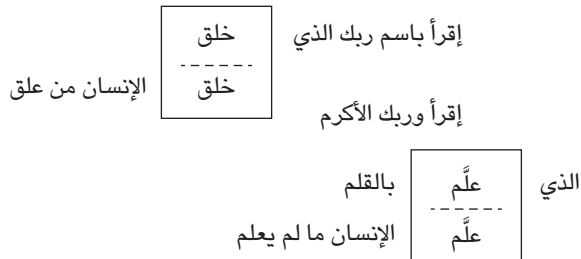 إقرأ باسم ربك الذي خلق
خلق الإنسان من علق
إقرأ وربك الأكرم
الذي علَّم بالقلم
علَّم الإنسان ما لم يعلم